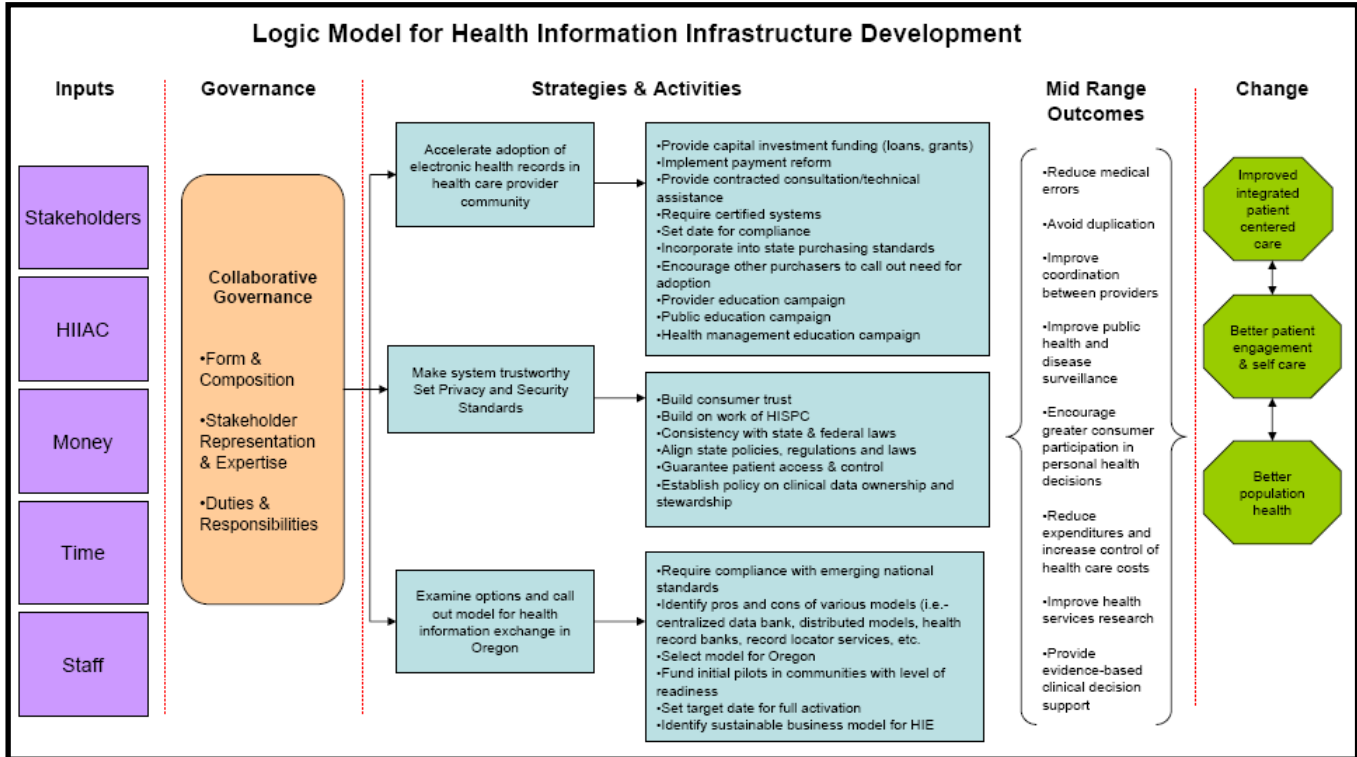 Logic Model for Health Information Infrastructure Development
Inputs
Governance
Strategies & Activities
Mid Range
Outcomes
Change
Stakeholders
HIIAC
Money
Time
Staff
Collaborative
Governance
•Form &
Composition
•Stakeholder
Representation
& Expertise
•Duties &
Responsibilities
Accelerate adoption of
electronic health records in
health care provider
community
•Provide capital investment funding (loans, grants)
•Implement payment reform
•Provide contracted consultation/technical
assistance
•Require certified systems
•Set date for compliance
•Incorporate into state purchasing standards
•Encourage other purchasers to call out need for
adoption
•Provider education campaign
•Public education campaign
•Health management education campaign
Make system trustworthy
Set Privacy and Security
Standards
•Build consumer trust
•Build on work of HISPC
•Consistency with state & federal laws
•Align state policies, regulations and laws
•Guarantee patient access & control
•Establish policy on clinical data ownership and
stewardship
Examine options and call
out model for health
information exchange in
Oregon
•Require compliance with emerging national
standards
•Identify pros and cons of various models (i.e.-
centralized data bank, distributed models, health
record banks, record locator services, etc.
•Select model for Oregon
•Fund initial pilots in communities with level of
readiness
•Set target date for full activation
•Identify sustainable business model for HIE
•Reduce medical
errors
•Avoid duplication
•Improve
coordination
between providers
•Improve public
health and
disease
surveillance
•Encourage
greater consumer
participation in
personal health
decisions
•Reduce
expenditures and
increase control of
health care costs
•Improve health
services research
•Provide
evidence-based
clinical decision
support
Improved
integrated
patient
centered
care
Better patient
engagement
& self care
Better
population
health